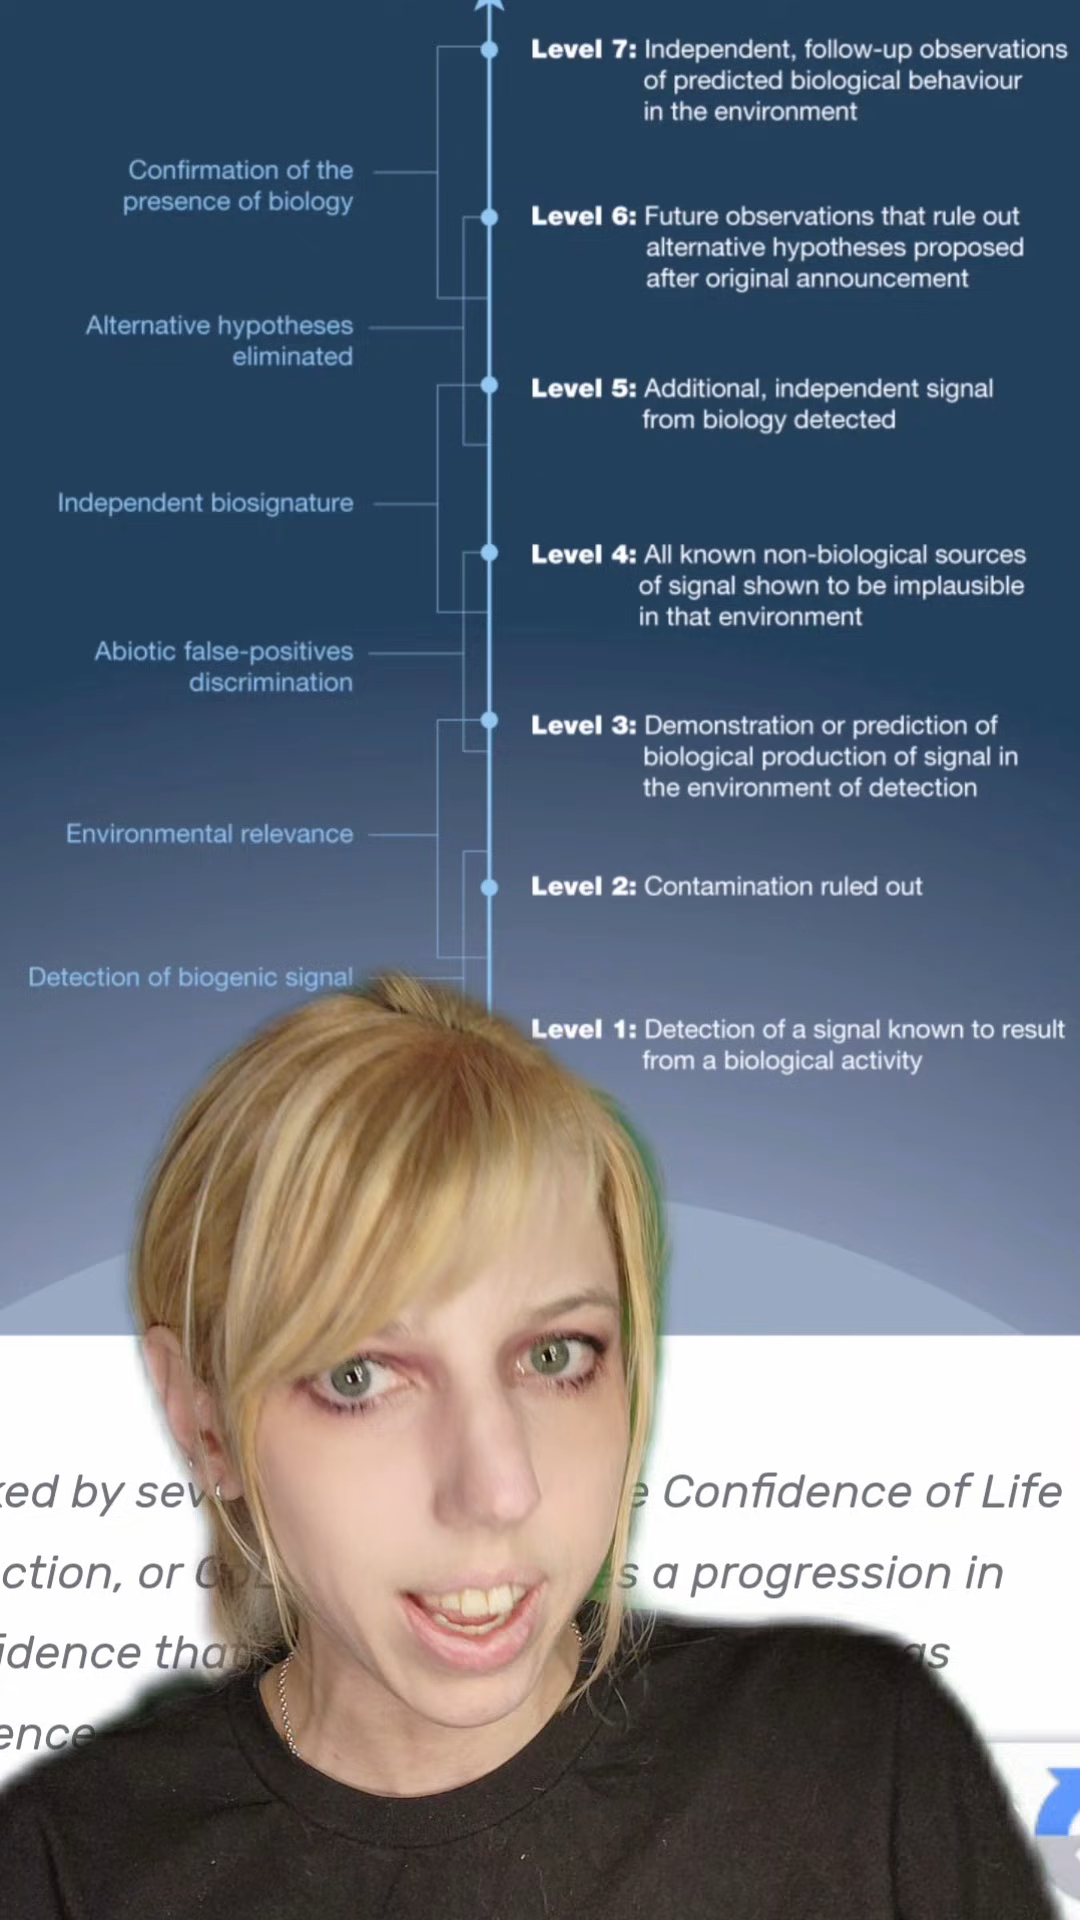 Level 7: Independent, follow-up observations
of predicted biological behaviour
in the environment
Confirmation of the
presence of biology
Level 6: Future observations that rule out
alternative hypotheses proposed
after original announcement
Alternative hypotheses
eliminated
Level 5: Additional, independent signal
from biology detected
Independent biosignature
Level 4: All known non-biological sources
of signal shown to be implausible
in that environment
Abiotic false-positives
discrimination
Level 3: Demonstration or prediction of
biological production of signal in
the environment of detection
Environmental relevance
Level 2: Contamination ruled out
Detection of biogenic signal
Level 1: Detection of a signal known to result
from a biological activity
by Confidence of Life
or a progression in